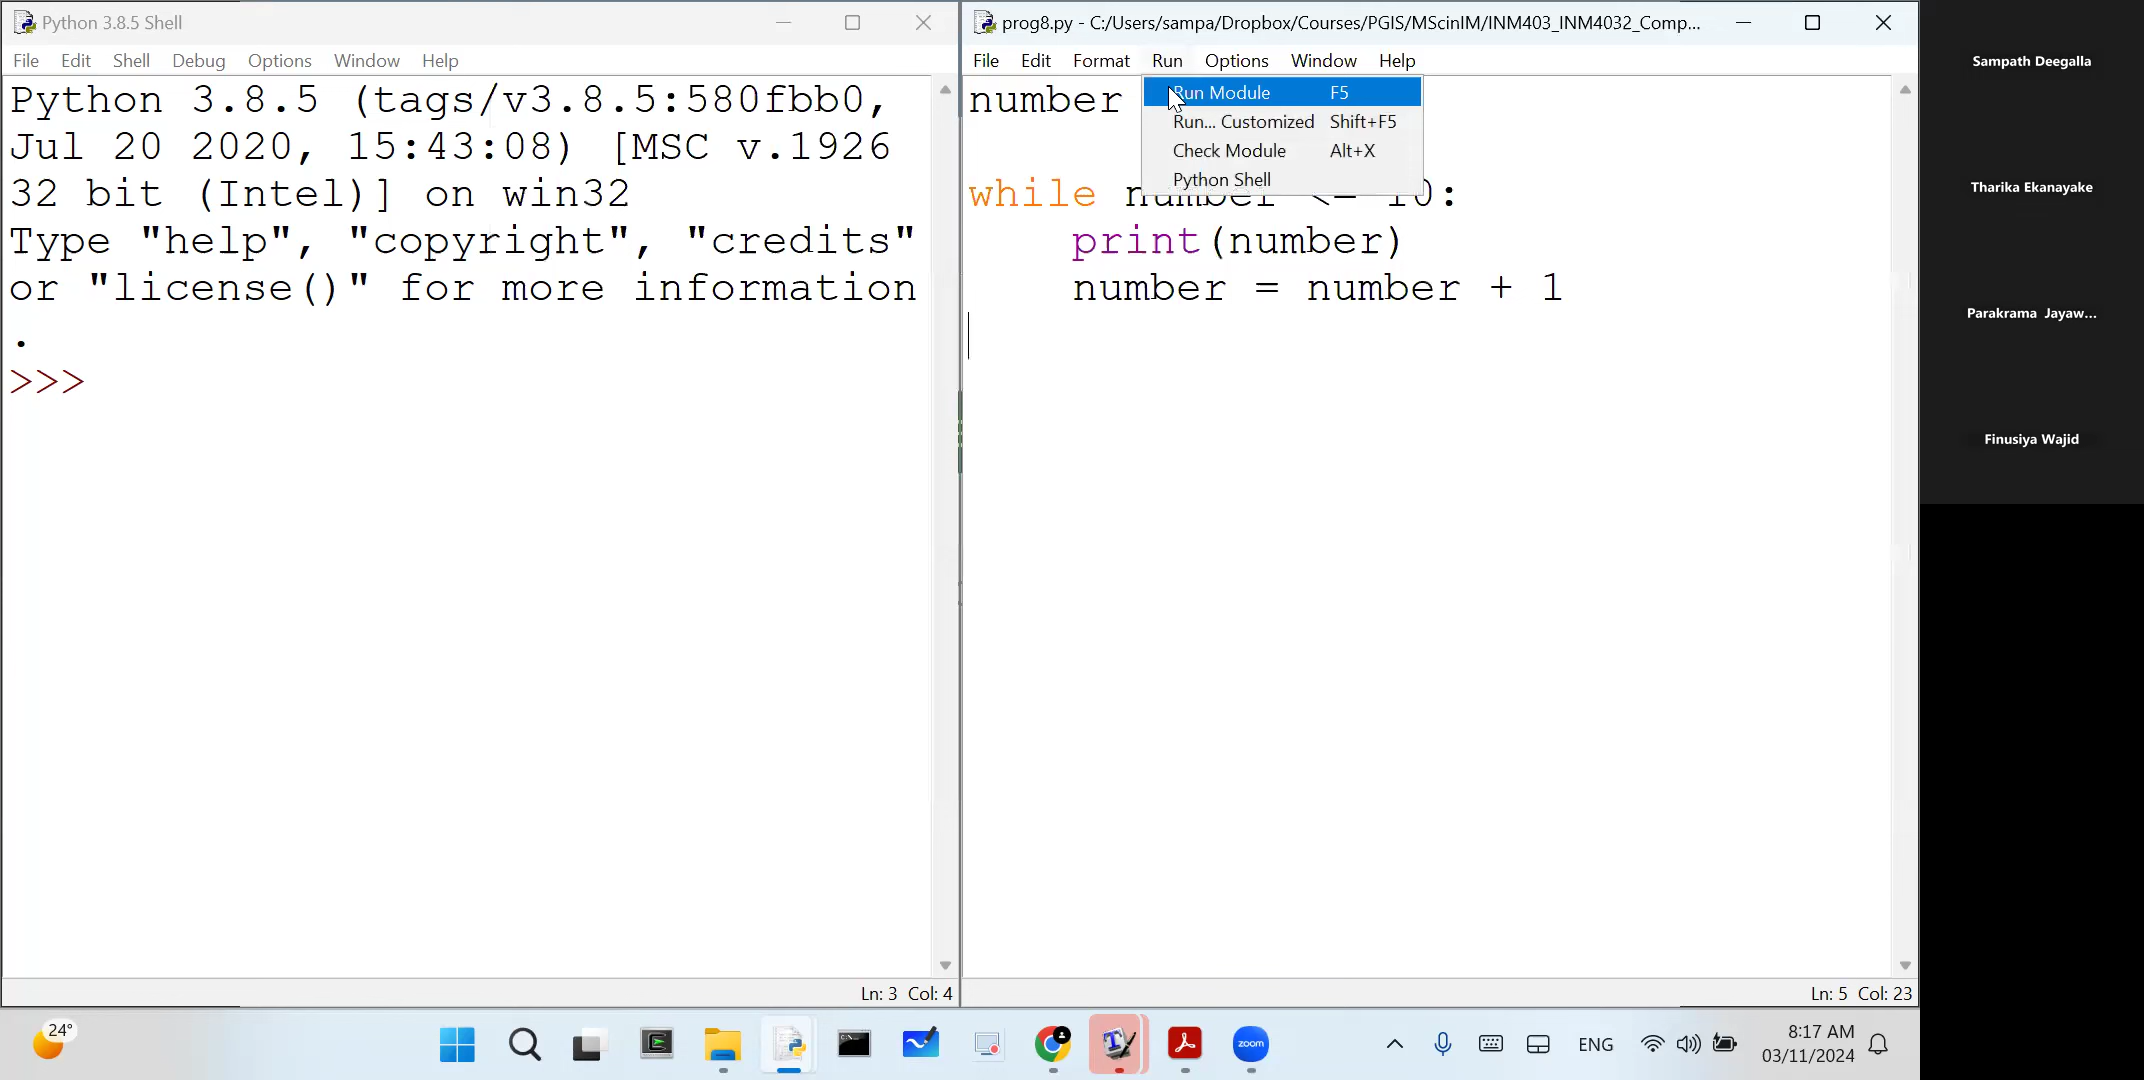 Python 3.8.5 Shell
File Edit Shell Debug Options Window Help
Python 3.8.5 (tags/v3.8.5:580fbb0,
Jul 20 2020, 15:43:08) [MSC v.1926
32 bit (Intel)] on win32
Type "help", "copyright", "credits"
or "license()" for more information
.
>>>
Ln: 3 Col: 4
prog8.py - C:/Users/sampa/Dropbox/Courses/PGIS/MScinIM/INM403_INM4032_Comp...
File Edit Format Run Options Window Help
Run Module F5
Run... Customized Shift+F5
Check Module Alt+X
Python Shell
number
while number <= 10:
    print(number)
    number = number + 1
Ln: 5 Col: 23
Sampath Deegalla
Tharika Ekanayake
Parakrama Jayaw...
Finusiya Wajid
24°
zoom
ENG
8:17 AM
03/11/2024